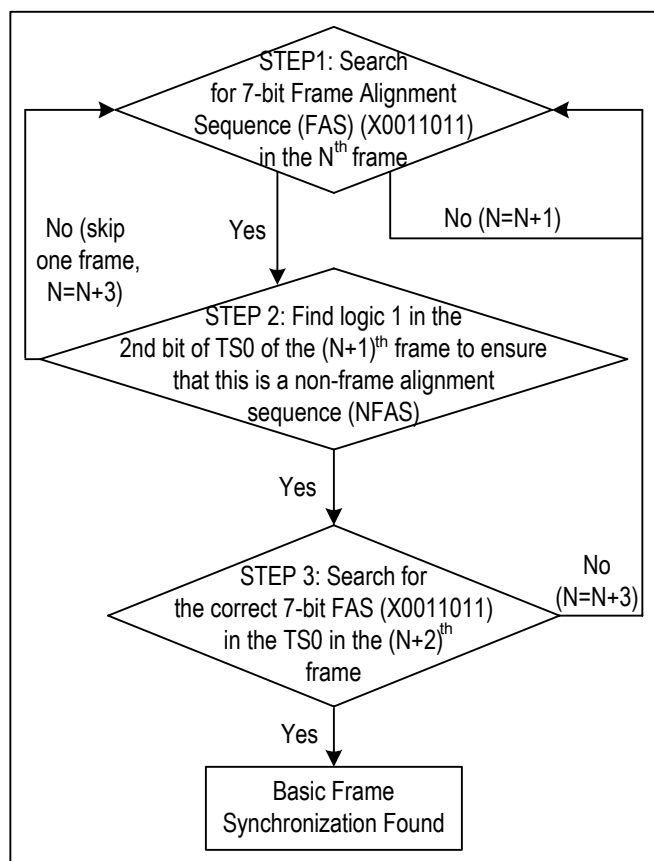 STEP1: Search
for 7-bit Frame Alignment
Sequence (FAS) (X0011011)
in the Nth frame
No (N=N+1)
Yes
No (skip
one frame,
N=N+3)
STEP 2: Find logic 1 in the
2nd bit of TS0 of the (N+1)th frame to ensure
that this is a non-frame alignment
sequence (NFAS)
Yes
STEP 3: Search for
the correct 7-bit FAS (X0011011)
in the TS0 in the (N+2)th
frame
No
(N=N+3)
Yes
Basic Frame
Synchronization Found